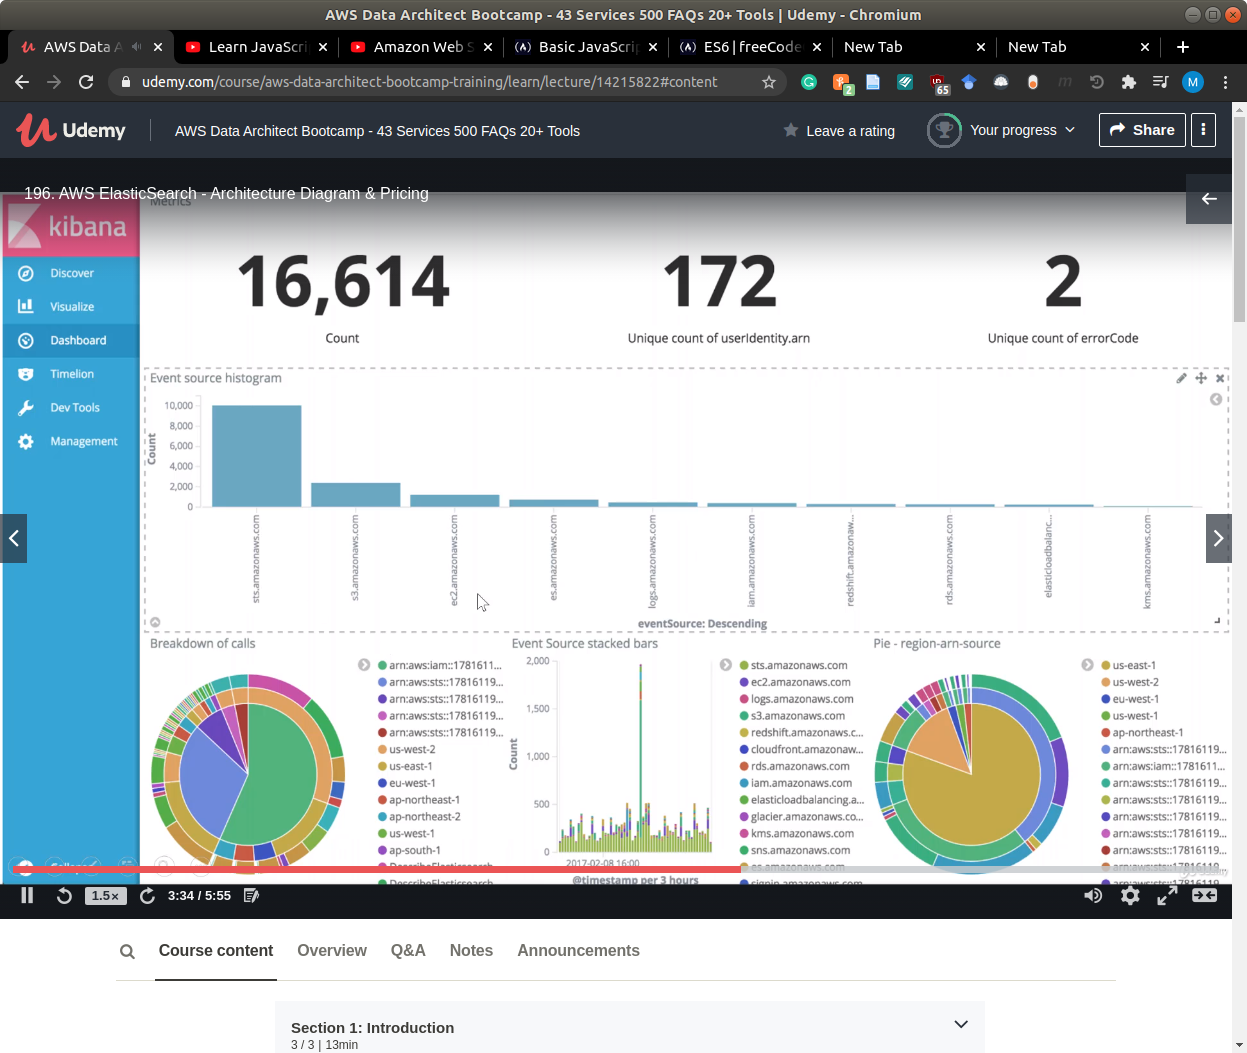 AWS Data Architect Bootcamp - 43 Services 500 FAQs 20+ Tools | Udemy - Chromium
AWS Data A
Learn JavaScri
Amazon Web S
Basic JavaScrip
ES6 | freeCode
New Tab
New Tab
udemy.com/course/aws-data-architect-bootcamp-training/learn/lecture/14215822#content
2
65
M
Udemy
AWS Data Architect Bootcamp - 43 Services 500 FAQs 20+ Tools
Leave a rating
Your progress
Share
196. AWS ElasticSearch - Architecture Diagram & Pricing
Metrics
kibana
Discover
Visualize
Dashboard
Timelion
Dev Tools
Management
16,614
Count
172
Unique count of userIdentity.arn
2
Unique count of errorCode
Event source histogram
Count
10,000
8,000
6,000
4,000
2,000
0
sts.amazonaws.com
s3.amazonaws.com
ec2.amazonaws.com
es.amazonaws.com
logs.amazonaws.com
iam.amazonaws.com
redshift.amazonaw...
rds.amazonaws.com
elasticloadbalanc...
kms.amazonaws.com
eventSource: Descending
Breakdown of calls
arn:aws:iam::1781611...
arn:aws:sts::17816119...
arn:aws:sts::17816119...
arn:aws:sts::17816119...
arn:aws:sts::17816119...
us-west-2
us-east-1
eu-west-1
ap-northeast-1
ap-northeast-2
us-west-1
ap-south-1
DescribeElasticsearch
DescribeElasticsearch
Event Source stacked bars
Count
2,000
1,500
1,000
500
0
2017-02-08 16:00
@timestamp per 3 hours
sts.amazonaws.com
ec2.amazonaws.com
logs.amazonaws.com
s3.amazonaws.com
redshift.amazonaws.c...
cloudfront.amazonaw...
rds.amazonaws.com
iam.amazonaws.com
elasticloadbalancing.a...
glacier.amazonaws.co...
kms.amazonaws.com
sns.amazonaws.com
es.amazonaws.com
signin.amazonaws.com
Pie - region-arn-source
us-east-1
us-west-2
eu-west-1
us-west-1
ap-northeast-1
arn:aws:sts::17816119...
arn:aws:iam::1781611...
arn:aws:sts::17816119...
arn:aws:sts::17816119...
arn:aws:sts::17816119...
arn:aws:sts::17816119...
arn:aws:sts::17816119...
arn:aws:sts::17816119...
arn:aws:sts::17816119...
1.5×
3:34 / 5:55
Course content
Overview
Q&A
Notes
Announcements
Section 1: Introduction
3 / 3 | 13min